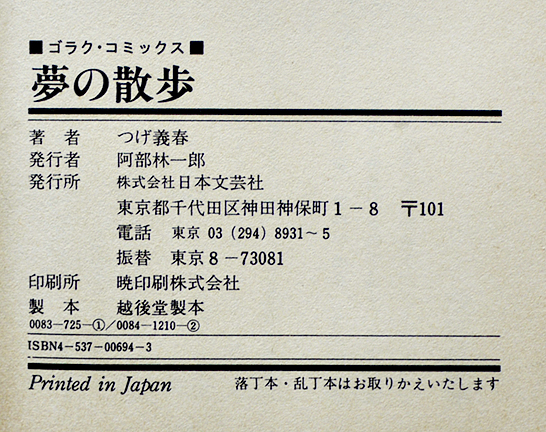 ■ゴラク・コミックス■
夢の散歩
著者 つげ義春
発行者 阿部林一郎
発行所 株式会社日本文芸社
東京都千代田区神田神保町1－8 〒101
電話 東京 03 (294) 8931～5
振替 東京8－73081
印刷所 暁印刷株式会社
製本 越後堂製本
0083―725―①／0084―1210―②
ISBN4－537－00694－3
Printed in Japan 落丁本・乱丁本はお取りかえいたします